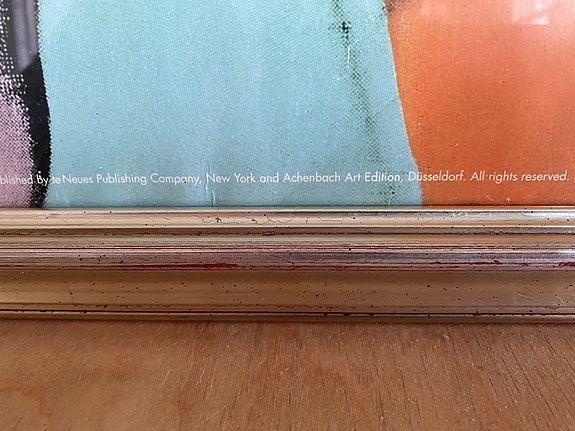 blished By teNeues Publishing Company, New York and Achenbach Art Edition, Düsseldorf. All rights reserved.